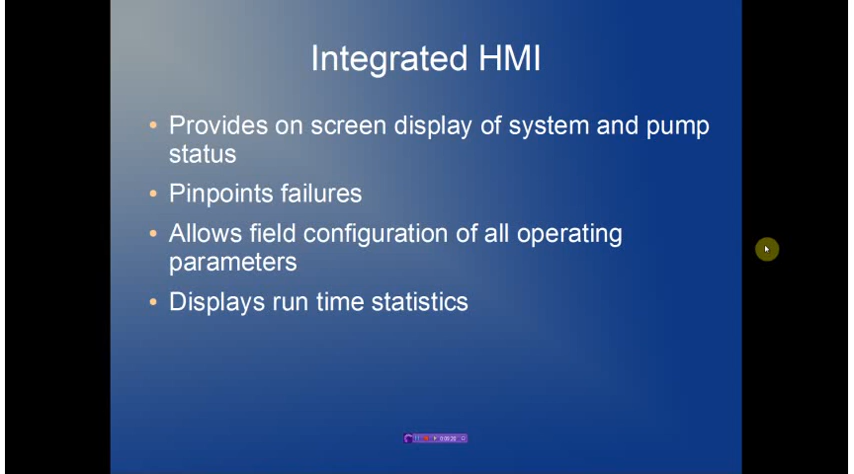 Integrated HMI
• Provides on screen display of system and pump
status
• Pinpoints failures
• Allows field configuration of all operating
parameters
• Displays run time statistics